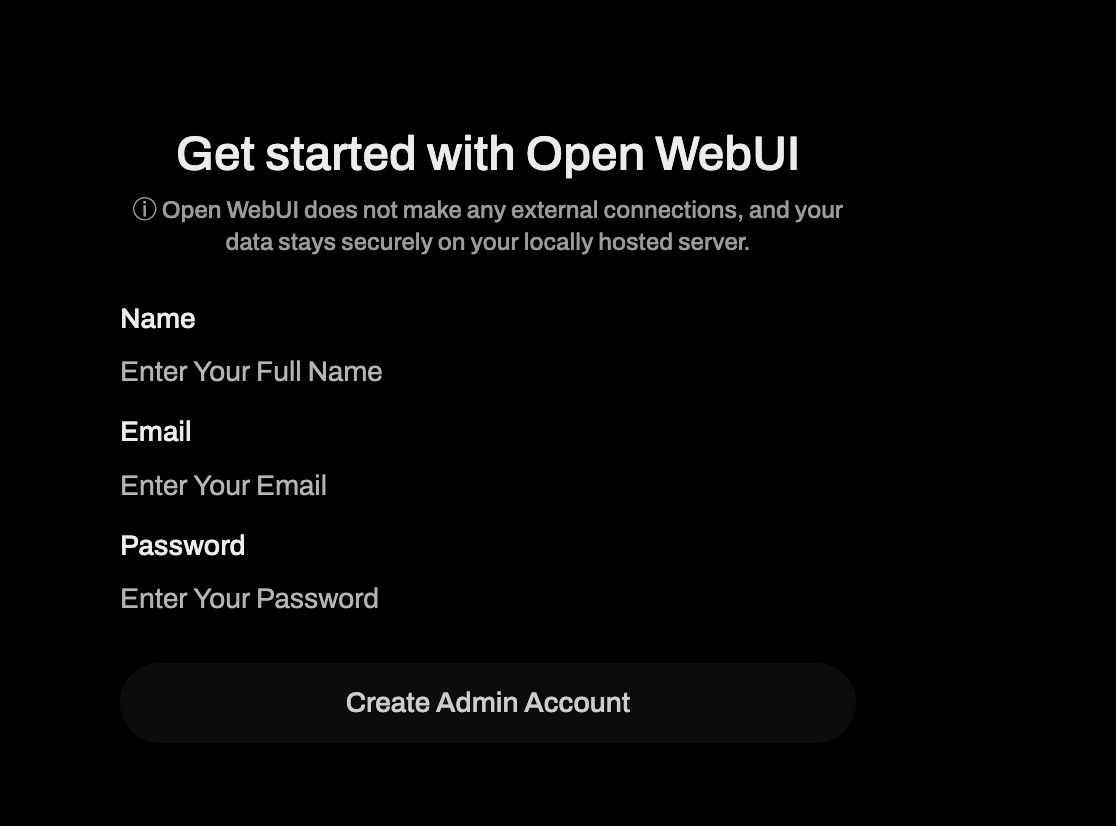 Get started with Open WebUI
ⓘ Open WebUI does not make any external connections, and your
data stays securely on your locally hosted server.
Name
Enter Your Full Name
Email
Enter Your Email
Password
Enter Your Password
Create Admin Account